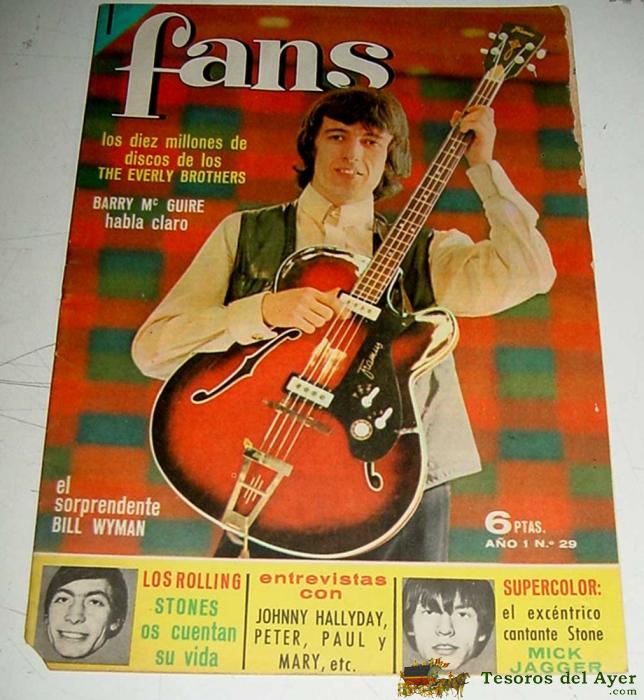 fans
los diez millones de
discos de los
THE EVERLY BROTHERS
BARRY Mc GUIRE
habla claro
Framus
Framus
el
sorprendente
BILL WYMAN
6 PTAS.
AÑO 1 N.º 29
LOS ROLLING
STONES
os cuentan
su vida
entrevistas
con
JOHNNY HALLYDAY,
PETER, PAUL y
MARY, etc.
SUPERCOLOR:
el excéntrico
cantante Stone
MICK
JAGGER
Tesoros del Ayer
.com